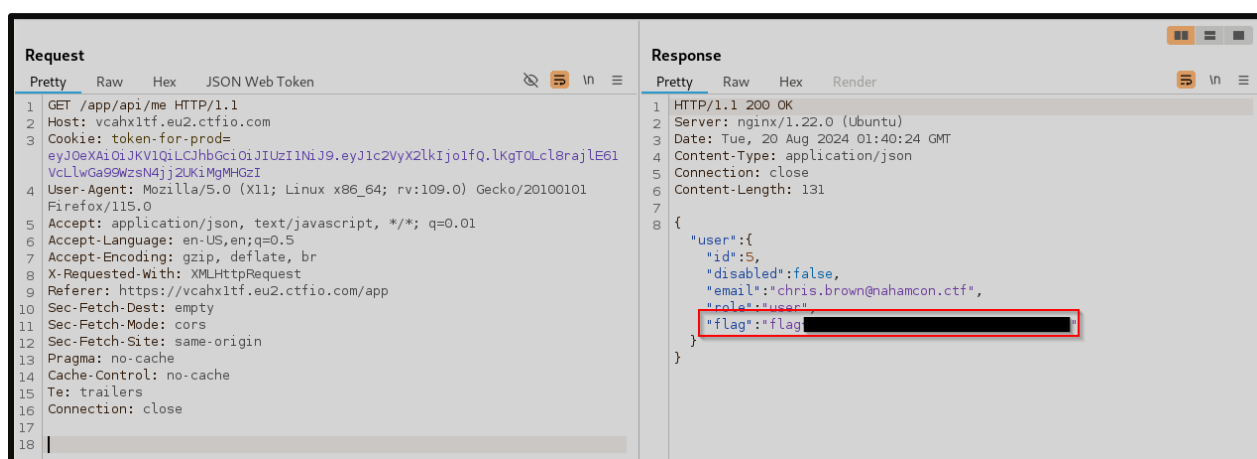 Request
Pretty Raw Hex JSON Web Token \n
1 GET /app/api/me HTTP/1.1
2 Host: vcahx1tf.eu2.ctfio.com
3 Cookie: token-for-prod=
eyJ0eXAiOiJKV1QiLCJhbGciOiJIUzI1NiJ9.eyJ1c2VyX2lkIjo1fQ.lKgTOLcl8rajlE61
VcLlwGa99WzsN4jj2UKiMgMHGzI
4 User-Agent: Mozilla/5.0 (X11; Linux x86_64; rv:109.0) Gecko/20100101
Firefox/115.0
5 Accept: application/json, text/javascript, */*; q=0.01
6 Accept-Language: en-US,en;q=0.5
7 Accept-Encoding: gzip, deflate, br
8 X-Requested-With: XMLHttpRequest
9 Referer: https://vcahx1tf.eu2.ctfio.com/app
10 Sec-Fetch-Dest: empty
11 Sec-Fetch-Mode: cors
12 Sec-Fetch-Site: same-origin
13 Pragma: no-cache
14 Cache-Control: no-cache
15 Te: trailers
16 Connection: close
17
18
Response
Pretty Raw Hex Render \n
1 HTTP/1.1 200 OK
2 Server: nginx/1.22.0 (Ubuntu)
3 Date: Tue, 20 Aug 2024 01:40:24 GMT
4 Content-Type: application/json
5 Connection: close
6 Content-Length: 131
7
8 {
"user":{
"id":5,
"disabled":false,
"email":"chris.brown@nahamcon.ctf",
"role":"user",
"flag":"flag "
}
}